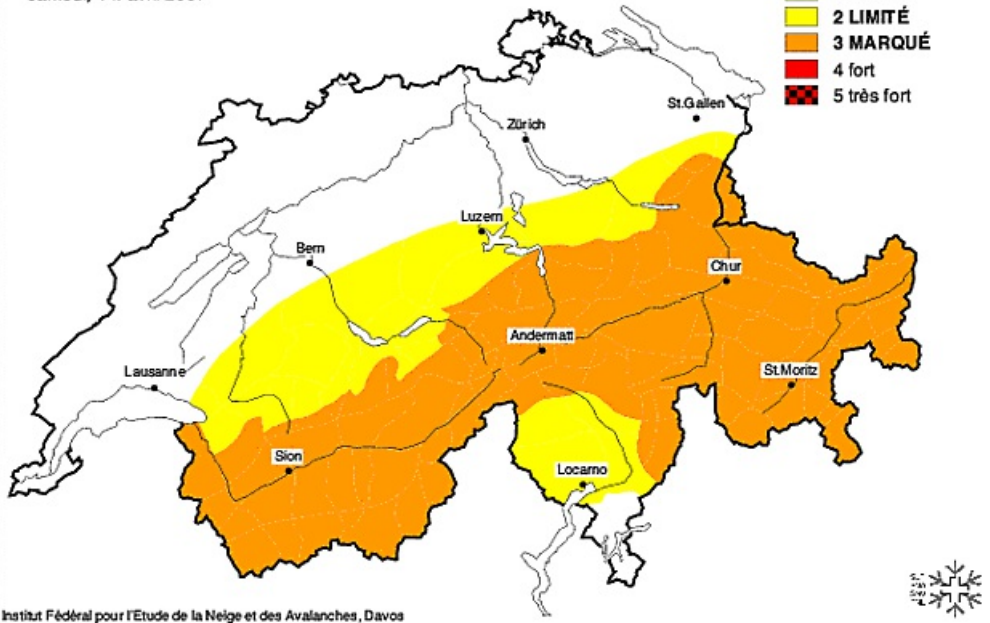 2 LIMITÉ
3 MARQUÉ
4 fort
5 très fort
St.Gallen
Zürich
Luzern
Bern
Chur
Andermatt
Lausanne
St.Moritz
Sion
Locarno
Institut Fédéral pour l'Etude de la Neige et des Avalanches, Davos